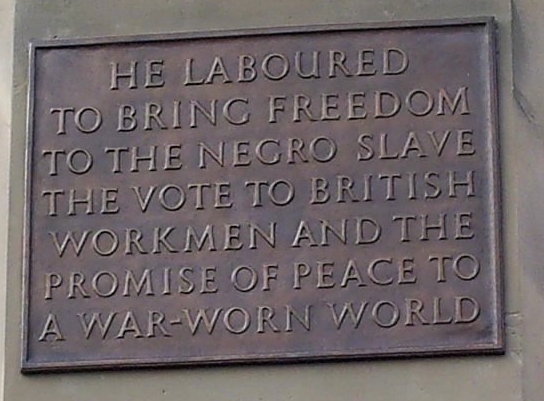 HE LABOURED
TO BRING FREEDOM
TO THE NEGRO SLAVE
THE VOTE TO BRITISH
WORKMEN AND THE
PROMISE OF PEACE TO
A WAR-WORN WORLD